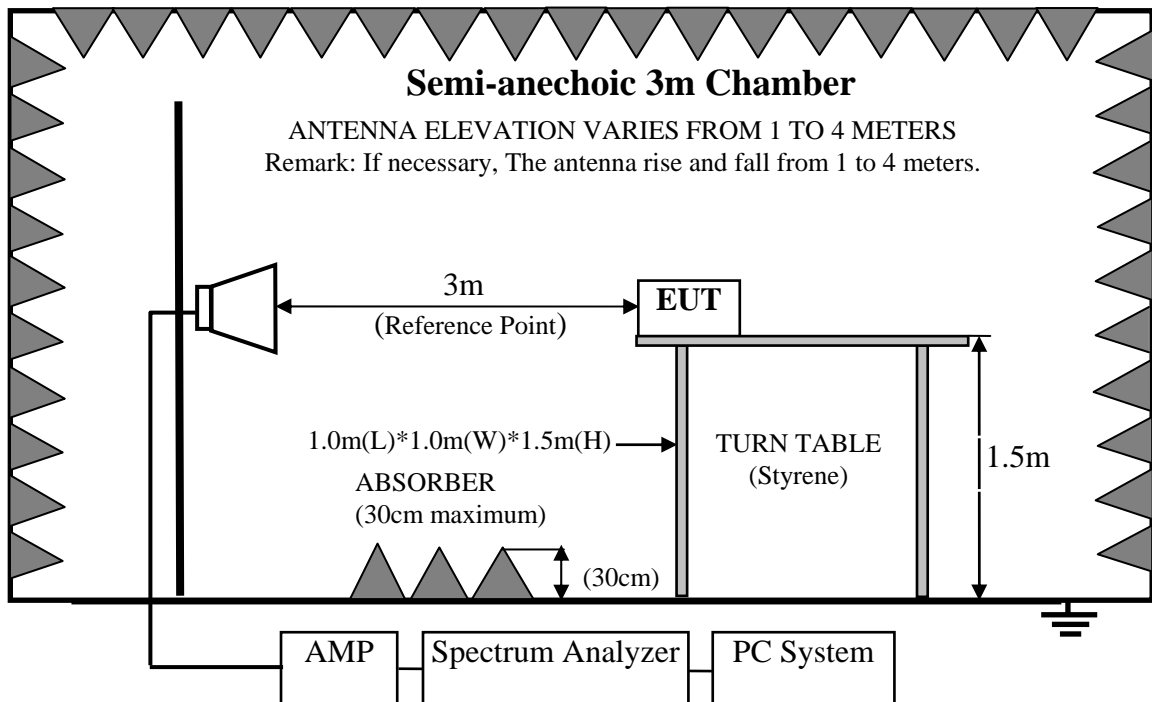 Semi-anechoic 3m Chamber
ANTENNA ELEVATION VARIES FROM 1 TO 4 METERS
Remark: If necessary, The antenna rise and fall from 1 to 4 meters.
3m
(Reference Point)
EUT
1.0m(L)*1.0m(W)*1.5m(H)
TURN TABLE
(Styrene)
1.5m
ABSORBER
(30cm maximum)
(30cm)
AMP
Spectrum Analyzer
PC System